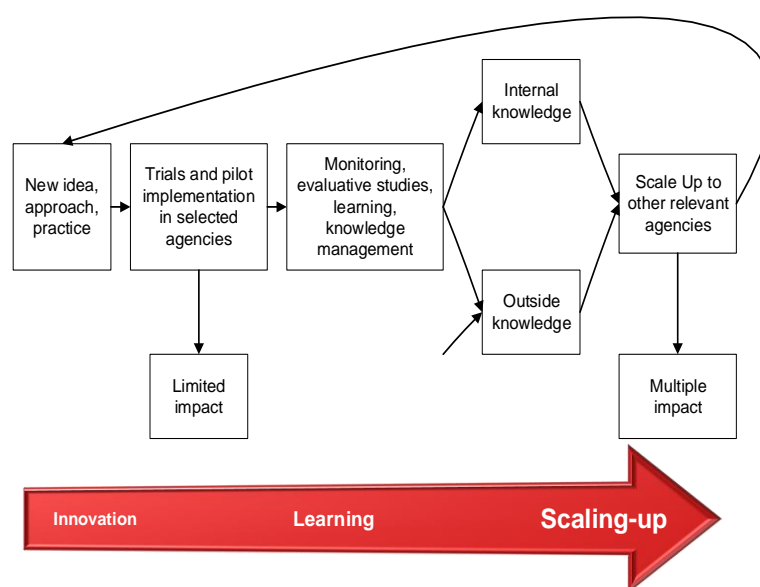 New idea,
approach,
practice
Trials and pilot
implementation
in selected
agencies
Monitoring,
evaluative studies,
learning,
knowledge
management
Internal
knowledge
Outside
knowledge
Scale Up to
other relevant
agencies
Limited
impact
Multiple
impact
Innovation
Learning
Scaling-up